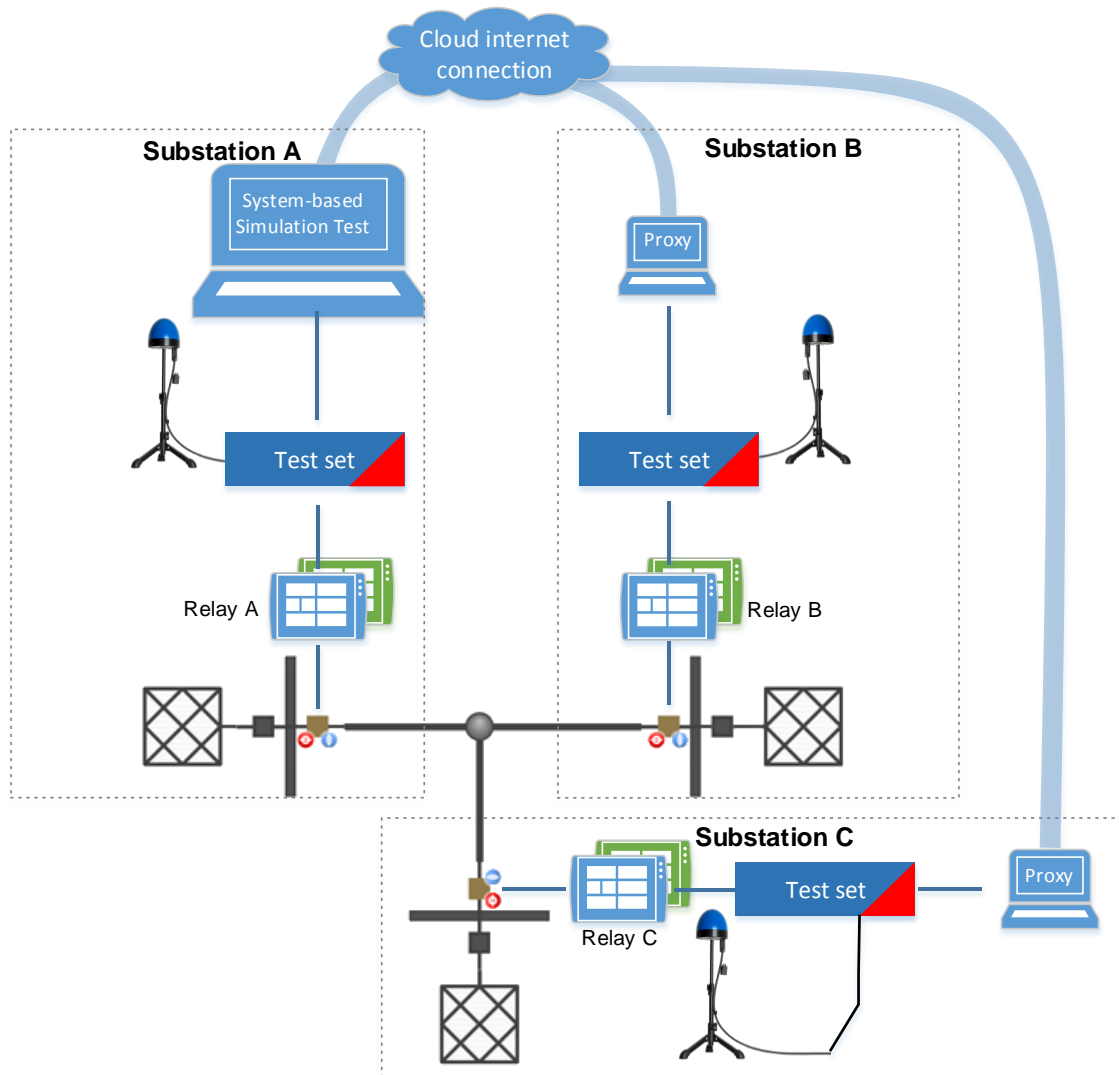 Cloud internet
connection
Substation A
Substation B
System-based
Simulation Test
Proxy
Test set
Test set
Relay A
Relay B
Substation C
Test set
Proxy
Relay C